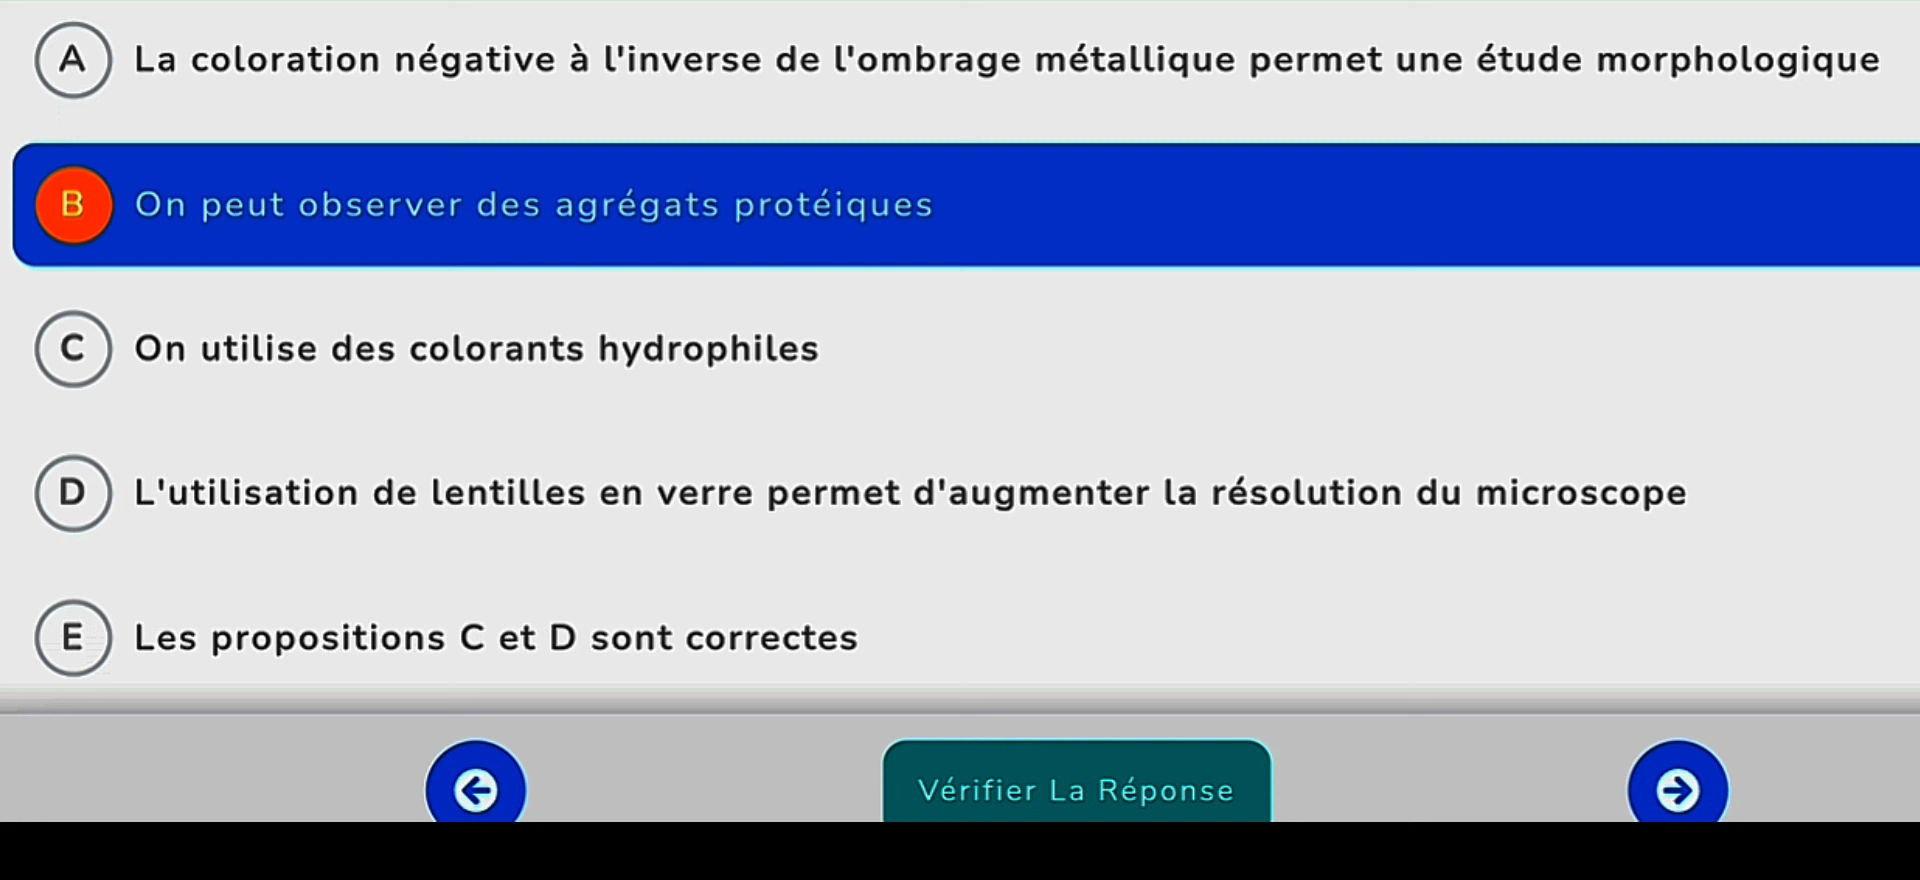 A La coloration négative à l'inverse de l'ombrage métallique permet une étude morphologique
B On peut observer des agrégats protéiques
C On utilise des colorants hydrophiles
D L'utilisation de lentilles en verre permet d'augmenter la résolution du microscope
E Les propositions C et D sont correctes
Vérifier La Réponse